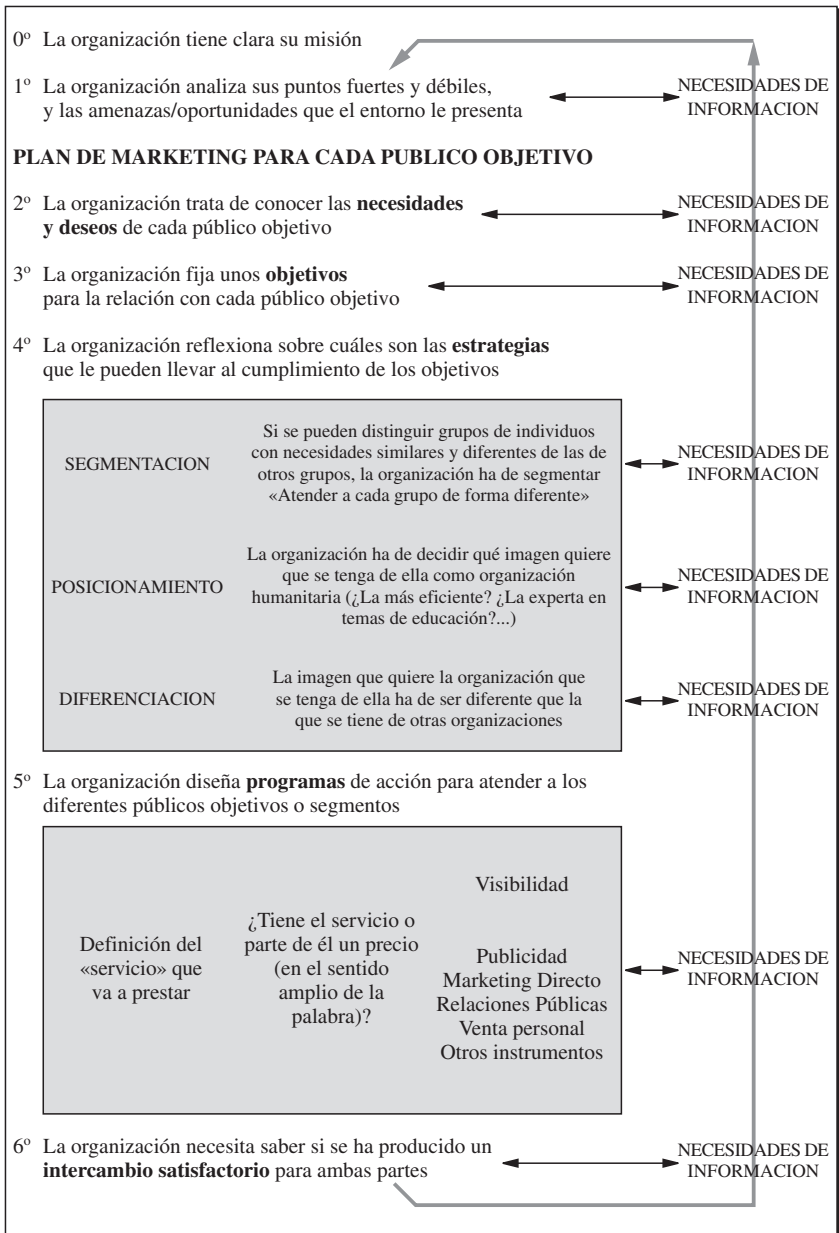 0º La organización tiene clara su misión
1º La organización analiza sus puntos fuertes y débiles,
y las amenazas/oportunidades que el entorno le presenta
NECESIDADES DE
INFORMACION
PLAN DE MARKETING PARA CADA PUBLICO OBJETIVO
2º La organización trata de conocer las necesidades
y deseos de cada público objetivo
NECESIDADES DE
INFORMACION
3º La organización fija unos objetivos
para la relación con cada público objetivo
NECESIDADES DE
INFORMACION
4º La organización reflexiona sobre cuáles son las estrategias
que le pueden llevar al cumplimiento de los objetivos
SEGMENTACION
Si se pueden distinguir grupos de individuos
con necesidades similares y diferentes de las de
otros grupos, la organización ha de segmentar
«Atender a cada grupo de forma diferente»
NECESIDADES DE
INFORMACION
POSICIONAMIENTO
La organización ha de decidir qué imagen quiere
que se tenga de ella como organización
humanitaria (¿La más eficiente? ¿La experta en
temas de educación?...)
NECESIDADES DE
INFORMACION
DIFERENCIACION
La imagen que quiere la organización que
se tenga de ella ha de ser diferente que la
que se tiene de otras organizaciones
NECESIDADES DE
INFORMACION
5º La organización diseña programas de acción para atender a los
diferentes públicos objetivos o segmentos
Definición del
«servicio» que
va a prestar
¿Tiene el servicio o
parte de él un precio
(en el sentido
amplio de la
palabra)?
Visibilidad
Publicidad
Marketing Directo
Relaciones Públicas
Venta personal
Otros instrumentos
NECESIDADES DE
INFORMACION
6º La organización necesita saber si se ha producido un
intercambio satisfactorio para ambas partes
NECESIDADES DE
INFORMACION